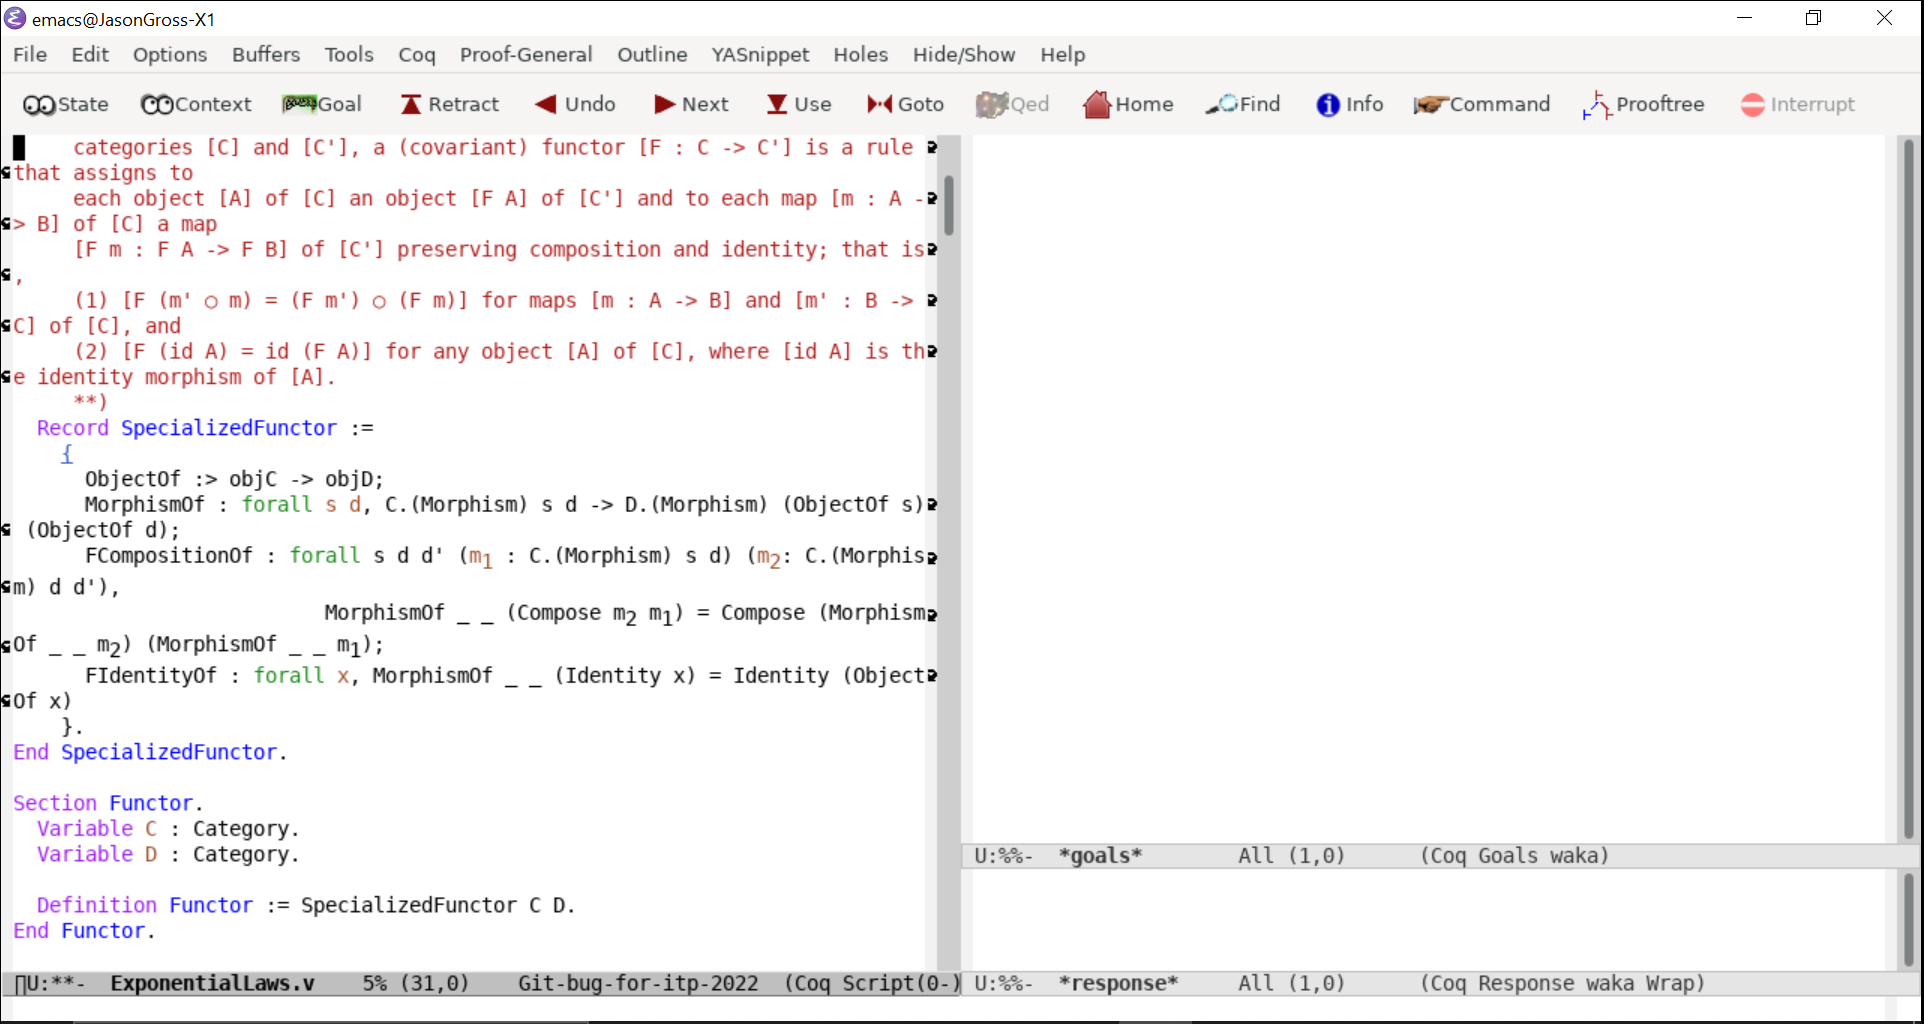 emacs@JasonGross-X1
File Edit Options Buffers Tools Coq Proof-General Outline YASnippet Holes Hide/Show Help
State Context Goal Retract Undo Next Use Goto Qed Home Find Info Command Prooftree Interrupt
categories [C] and [C'], a (covariant) functor [F : C -> C'] is a rule
that assigns to
each object [A] of [C] an object [F A] of [C'] and to each map [m : A -
> B] of [C] a map
[F m : F A -> F B] of [C'] preserving composition and identity; that is
,
(1) [F (m' ○ m) = (F m') ○ (F m)] for maps [m : A -> B] and [m' : B ->
C] of [C], and
(2) [F (id A) = id (F A)] for any object [A] of [C], where [id A] is th
e identity morphism of [A].
**)
Record SpecializedFunctor :=
{
ObjectOf :> objC -> objD;
MorphismOf : forall s d, C.(Morphism) s d -> D.(Morphism) (ObjectOf s)
(ObjectOf d);
FCompositionOf : forall s d d' (m₁ : C.(Morphism) s d) (m₂: C.(Morphis
m) d d'),
MorphismOf _ _ (Compose m₂ m₁) = Compose (Morphism
Of _ _ m₂) (MorphismOf _ _ m₁);
FIdentityOf : forall x, MorphismOf _ _ (Identity x) = Identity (Object
Of x)
}.
End SpecializedFunctor.
Section Functor.
Variable C : Category.
Variable D : Category.
Definition Functor := SpecializedFunctor C D.
End Functor.
U:**- ExponentialLaws.v 5% (31,0) Git-bug-for-itp-2022 (Coq Script(0-)
U:%%- *goals* All (1,0) (Coq Goals waka)
U:%%- *response* All (1,0) (Coq Response waka Wrap)